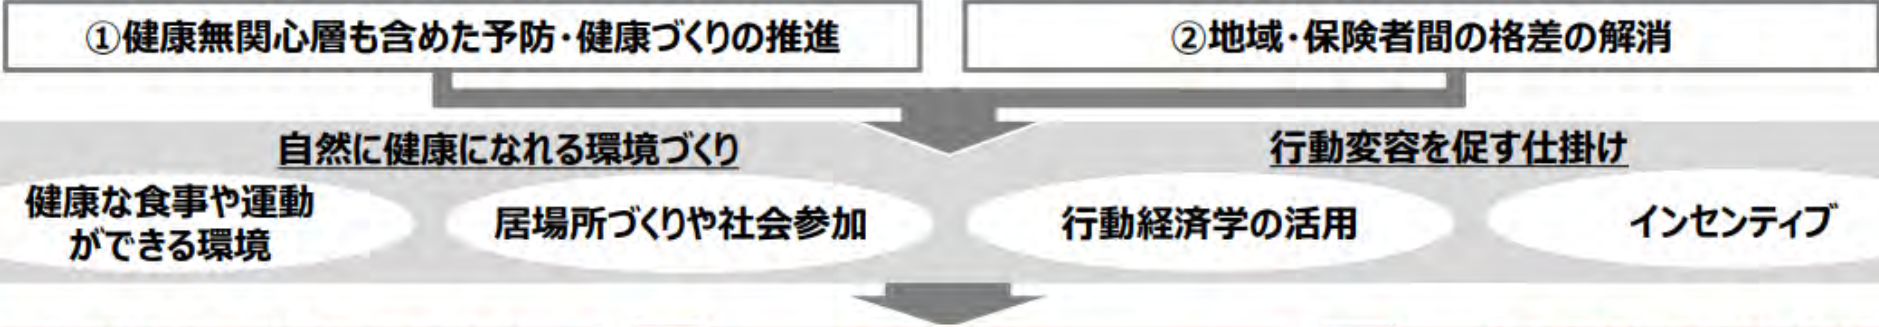 ①健康無関心層も含めた予防・健康づくりの推進
②地域・保険者間の格差の解消
自然に健康になれる環境づくり
行動変容を促す仕掛け
健康な食事や運動
ができる環境
居場所づくりや社会参加
行動経済学の活用
インセンティブ